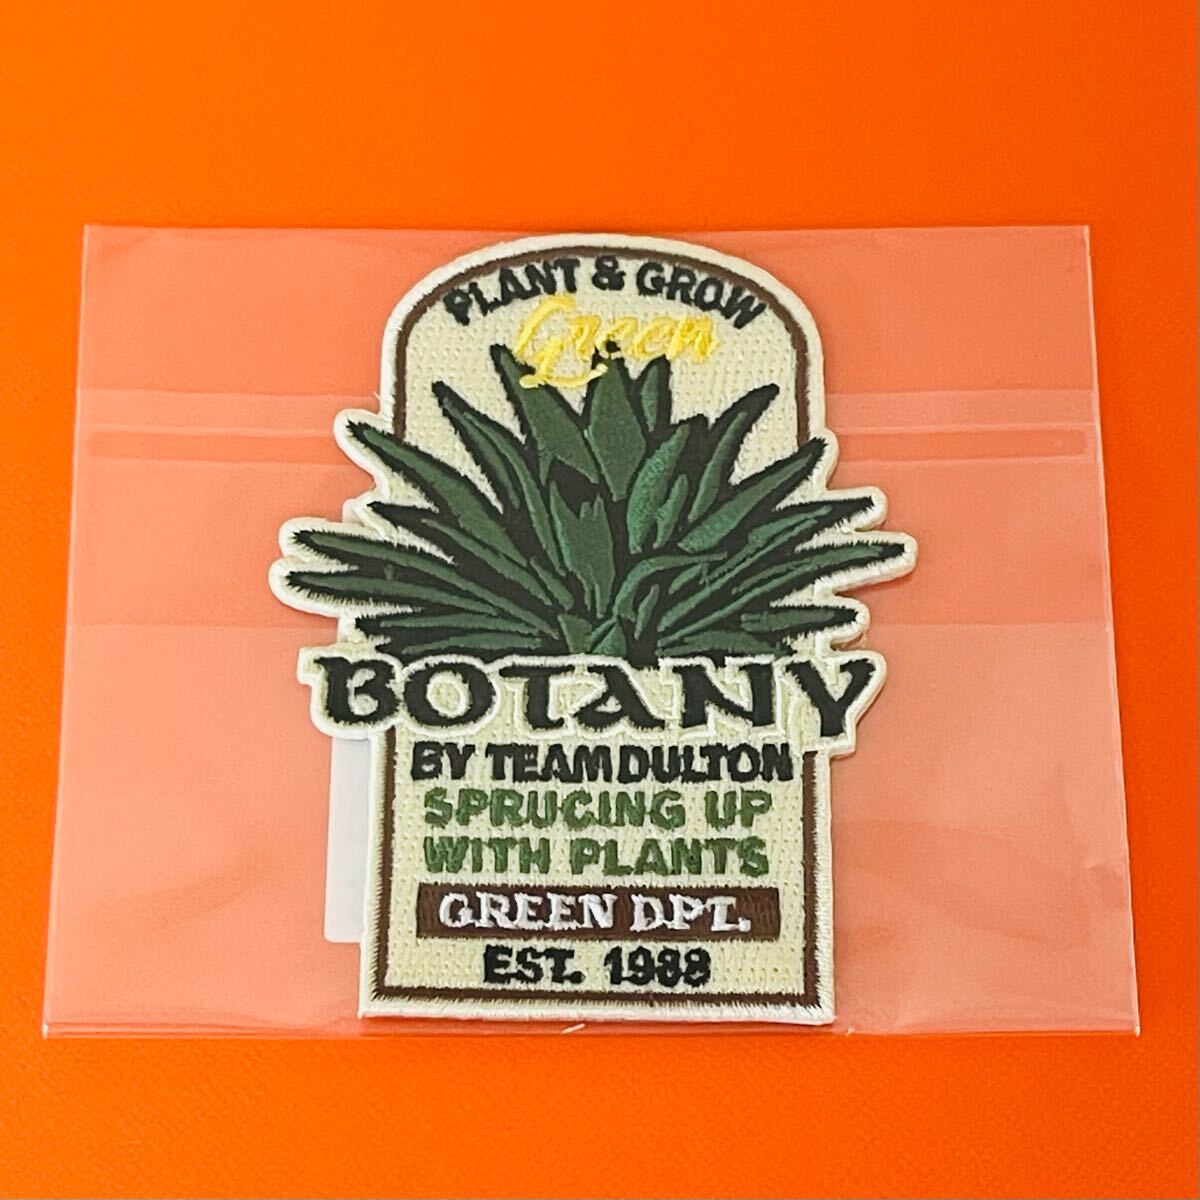 PLANT & GROW
Green
BOTANY
BY TEAM DULTON
SPRUCING UP
WITH PLANTS
GREEN DPT.
EST. 1988